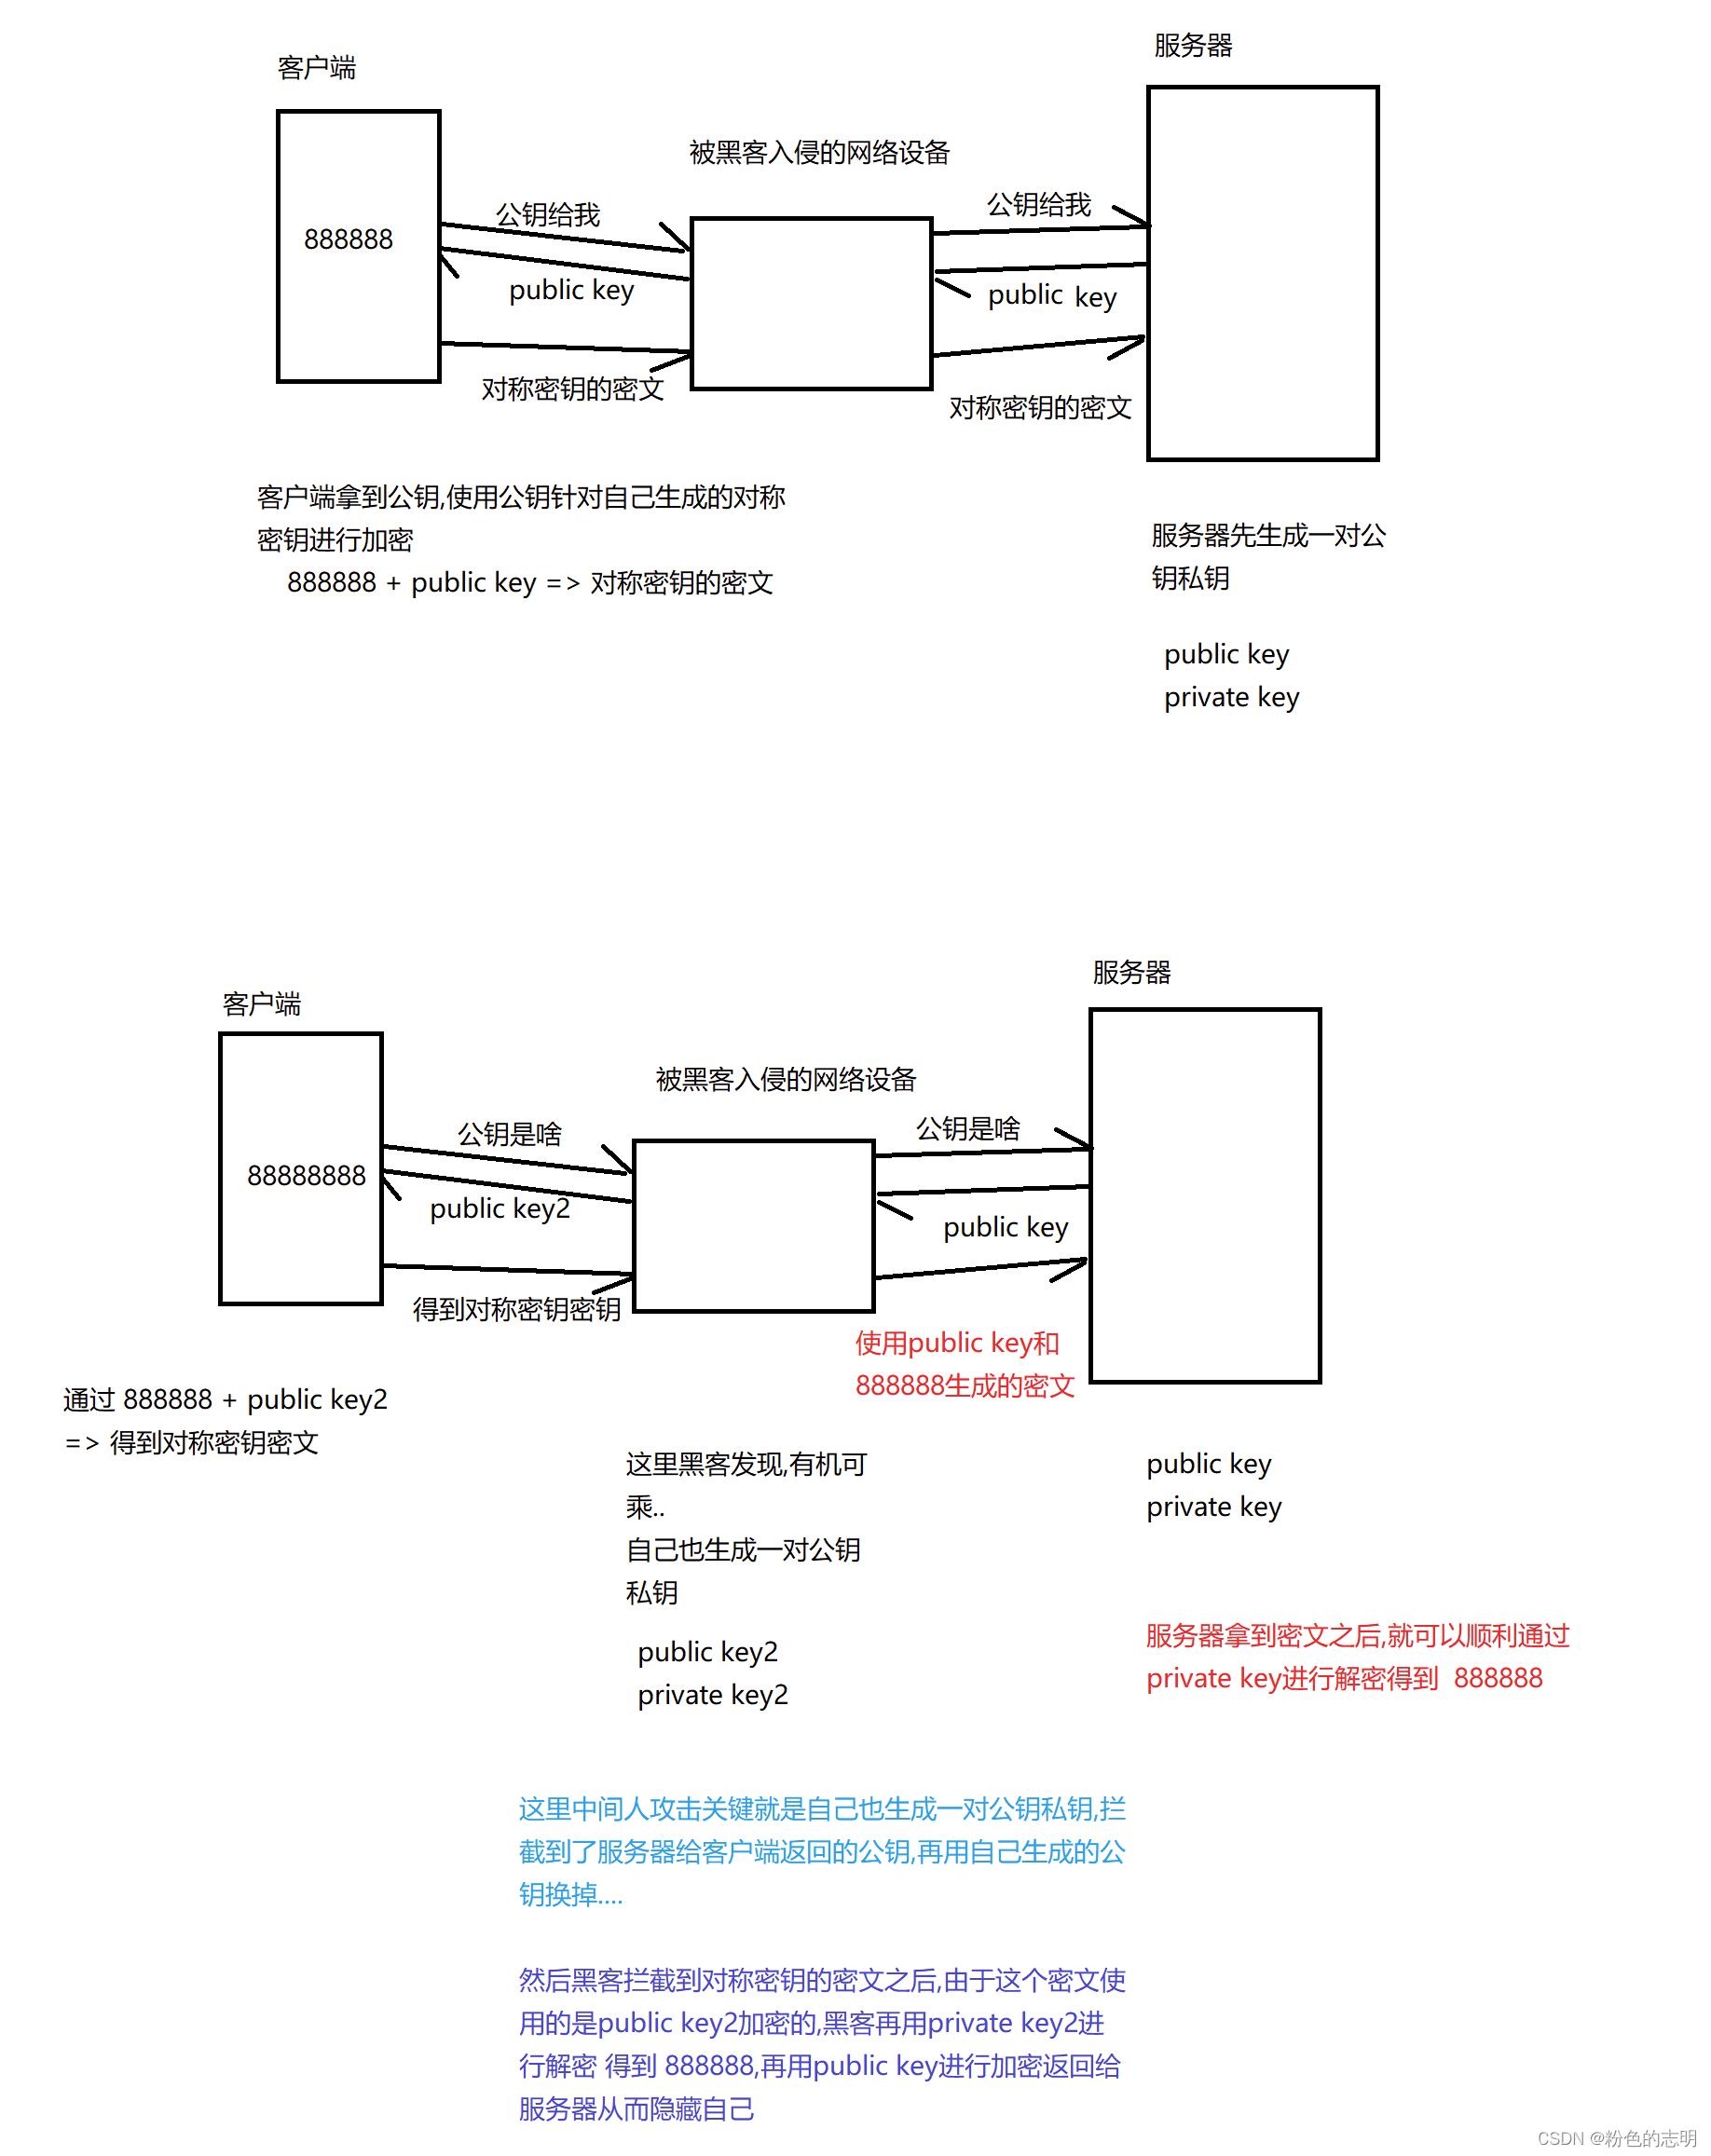 客户端
服务器
被黑客入侵的网络设备
公钥给我
公钥给我
888888
public key
public key
对称密钥的密文
对称密钥的密文
客户端拿到公钥,使用公钥针对自己生成的对称
密钥进行加密
888888 + public key => 对称密钥的密文
服务器先生成一对公
钥私钥
public key
private key
客户端
服务器
被黑客入侵的网络设备
公钥是啥
公钥是啥
88888888
public key2
public key
得到对称密钥密钥
使用public key和
888888生成的密文
通过 888888 + public key2
=> 得到对称密钥密文
这里黑客发现,有机可
乘..
自己也生成一对公钥
私钥
public key2
private key2
public key
private key
服务器拿到密文之后,就可以顺利通过
private key进行解密得到 888888
这里中间人攻击关键就是自己也生成一对公钥私钥,拦
截到了服务器给客户端返回的公钥,再用自己生成的公
钥换掉....
然后黑客拦截到对称密钥的密文之后,由于这个密文使
用的是public key2加密的,黑客再用private key2进
行解密 得到 888888,再用public key进行加密返回给
服务器从而隐藏自己
CSDN @粉色的志明